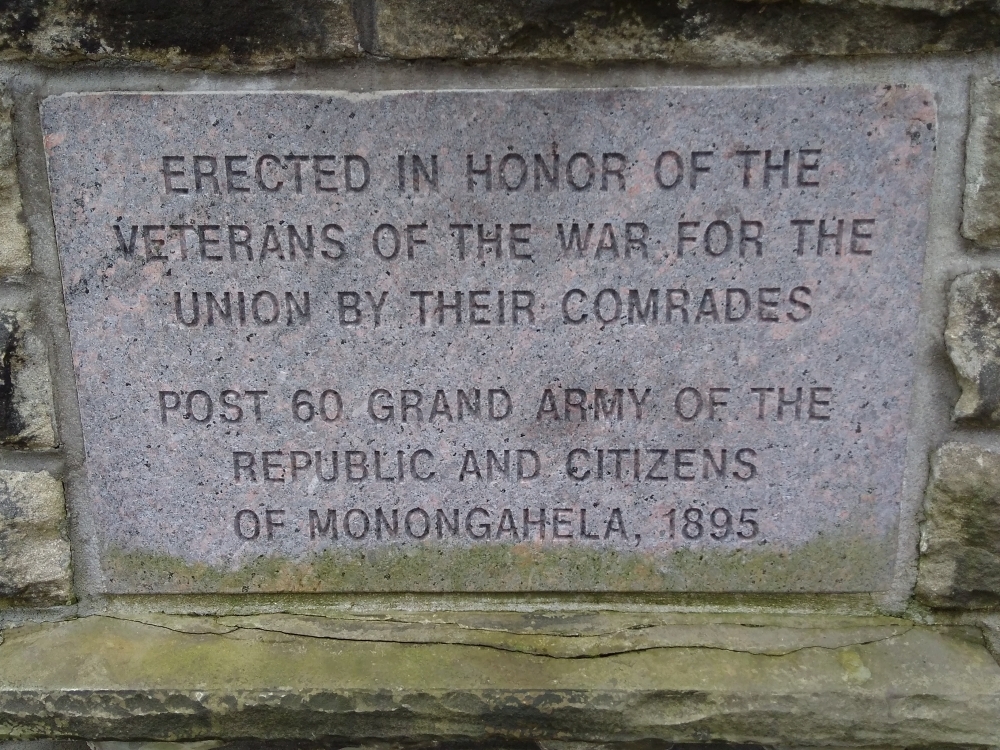 ERECTED IN HONOR OF THE
VETERANS OF THE WAR FOR THE
UNION BY THEIR COMRADES
POST 60 GRAND ARMY OF THE
REPUBLIC AND CITIZENS
OF MONONGAHELA, 1895